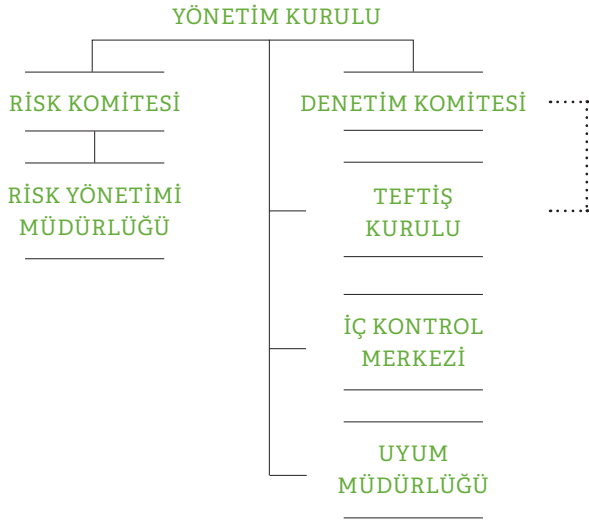 YÖNETİM KURULU
RİSK KOMİTESİ
DENETİM KOMİTESİ
RİSK YÖNETİMİ
MÜDÜRLÜĞÜ
TEFTİŞ
KURULU
İÇ KONTROL
MERKEZİ
UYUM
MÜDÜRLÜĞÜ